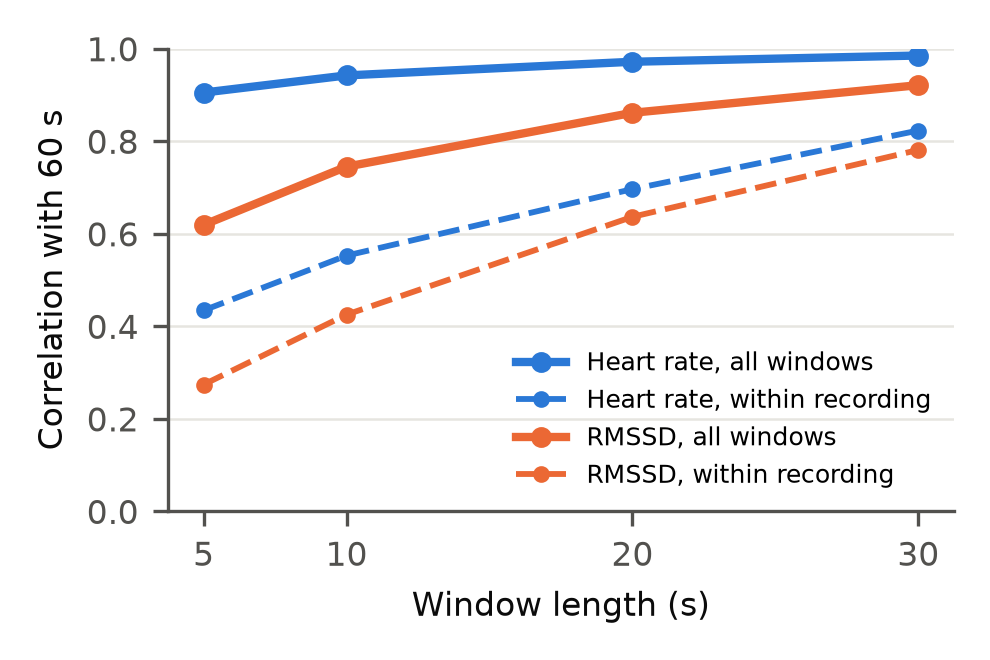 1.0
0.8
0.6
0.4
0.2
0.0
Correlation with 60 s
Heart rate, all windows
Heart rate, within recording
RMSSD, all windows
RMSSD, within recording
5 10 20 30
Window length (s)